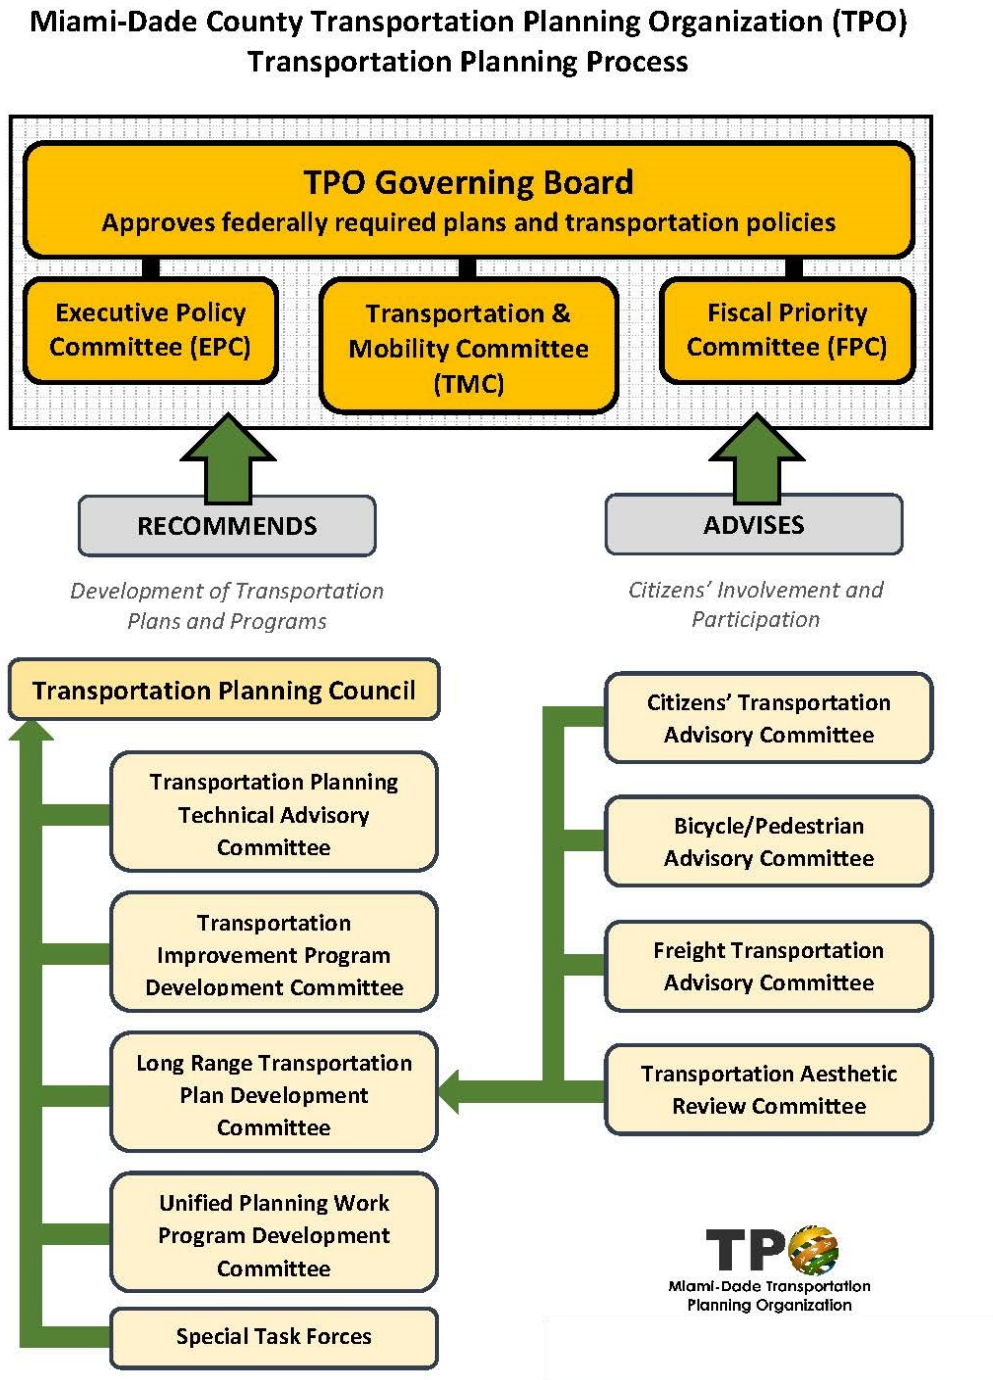 Miami-Dade County Transportation Planning Organization (TPO)
Transportation Planning Process
TPO Governing Board
Approves federally required plans and transportation policies
Executive Policy
Committee (EPC)
Transportation &
Mobility Committee
(TMC)
Fiscal Priority
Committee (FPC)
RECOMMENDS
Development of Transportation
Plans and Programs
ADVISES
Citizens’ Involvement and
Participation
Transportation Planning Council
Transportation Planning
Technical Advisory
Committee
Transportation
Improvement Program
Development Committee
Long Range Transportation
Plan Development
Committee
Unified Planning Work
Program Development
Committee
Special Task Forces
Citizens’ Transportation
Advisory Committee
Bicycle/Pedestrian
Advisory Committee
Freight Transportation
Advisory Committee
Transportation Aesthetic
Review Committee
TPO
Miami-Dade Transportation
Planning Organization